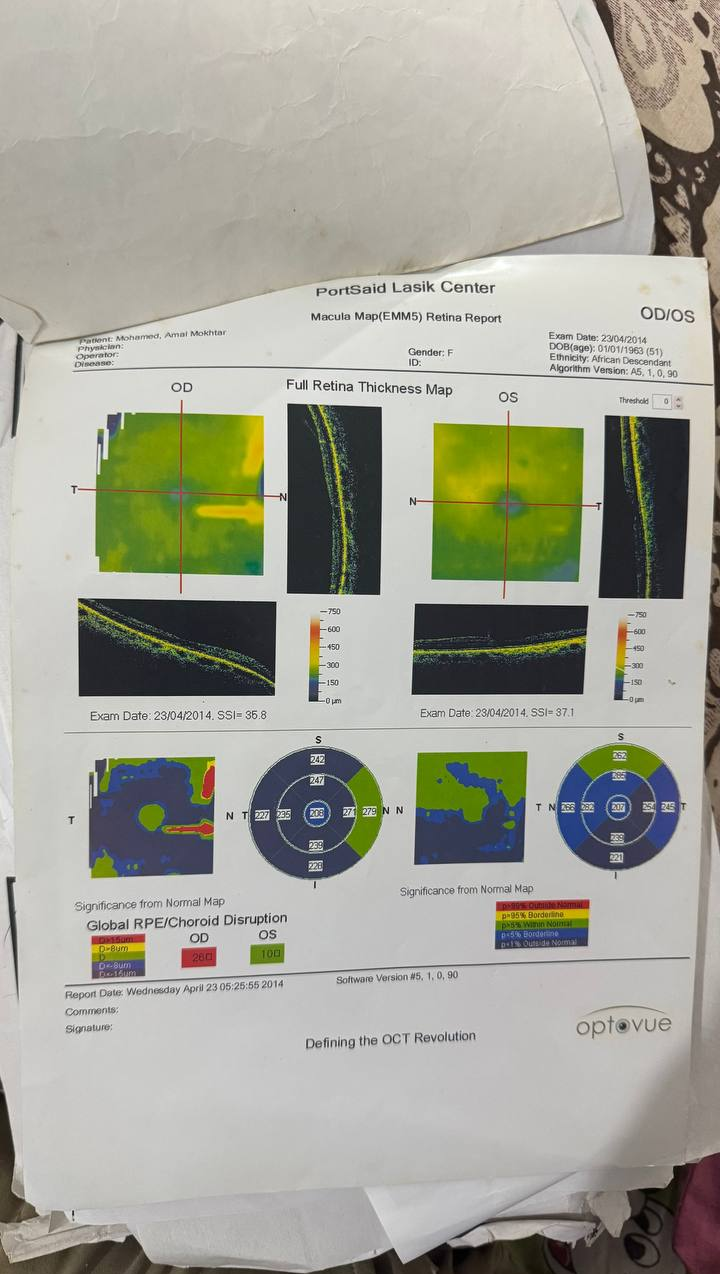 PortSaid Lasik Center
Macula Map(EMM5) Retina Report
OD/OS
Patient: Mohamed, Amal Mokhtar
Physician:
Operator:
Disease:
Gender: F
ID:
Exam Date: 23/04/2014
DOB(age): 01/01/1963 (51)
Ethnicity: African Descendant
Algorithm Version: A5, 1, 0, 90
OD
Full Retina Thickness Map
OS
Threshold 0
T N
N T
750
600
450
300
150
0 µm
750
600
450
300
150
0 µm
Exam Date: 23/04/2014, SSI= 35.8
Exam Date: 23/04/2014, SSI= 37.1
T N
S
242
247
T 227 235 208 271 279 N
239
228
I
N T
S
262
265
N 268 262 207 254 245 T
239
221
I
Significance from Normal Map
Significance from Normal Map
Global RPE/Choroid Disruption
D>15um
D>8um
D
D<-8um
D<-15um
OD
26
OS
10
p>99% Outside Normal
p>95% Borderline
p>5% Within Normal
p<5% Borderline
p<1% Outside Normal
Report Date: Wednesday April 23 05:25:55 2014
Software Version #5, 1, 0, 90
Comments:
Signature:
Defining the OCT Revolution
optovue